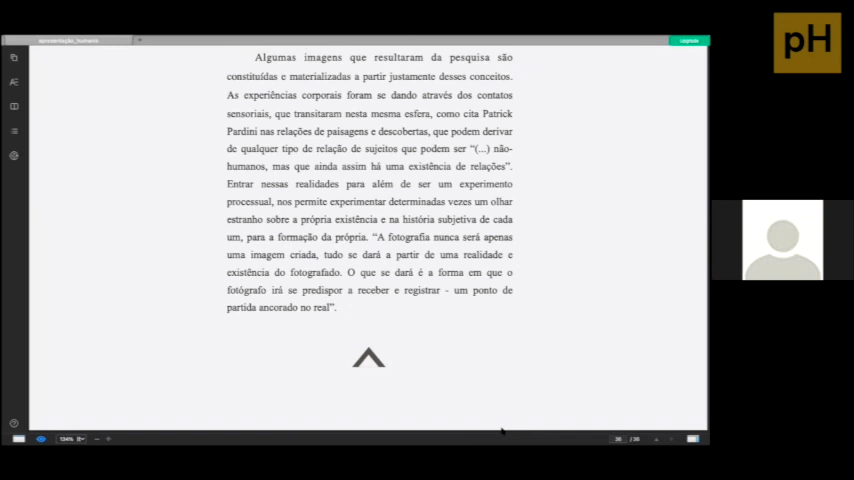 apresentação_humanis
Upgrade
pH
Algumas imagens que resultaram da pesquisa são
constituídas e materializadas a partir justamente desses conceitos.
As experiências corporais foram se dando através dos contatos
sensoriais, que transitaram nesta mesma esfera, como cita Patrick
Pardini nas relações de paisagens e descobertas, que podem derivar
de qualquer tipo de relação de sujeitos que podem ser “(...) não-
humanos, mas que ainda assim há uma existência de relações”.
Entrar nessas realidades para além de ser um experimento
processual, nos permite experimentar determinadas vezes um olhar
estranho sobre a própria existência e na história subjetiva de cada
um, para a formação da própria. “A fotografia nunca será apenas
uma imagem criada, tudo se dará a partir de uma realidade e
existência do fotografado. O que se dará é a forma em que o
fotógrafo irá se predispor a receber e registrar - um ponto de
partida ancorado no real”.
134%
36 / 36